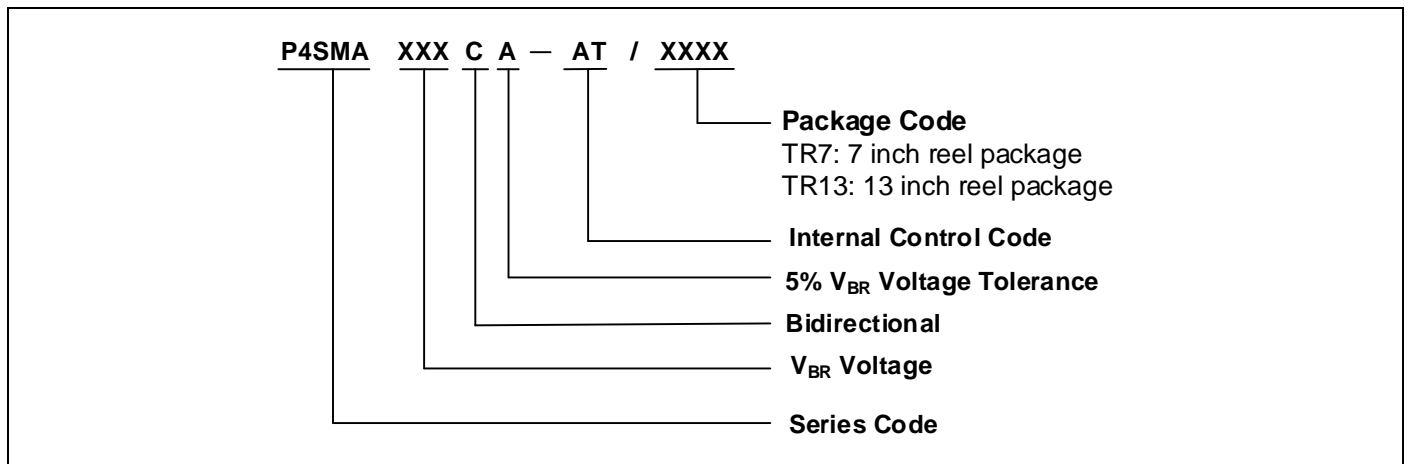 P4SMA XXX C A — AT / XXXX
Package Code
TR7: 7 inch reel package
TR13: 13 inch reel package
Internal Control Code
5% VBR Voltage Tolerance
Bidirectional
VBR Voltage
Series Code